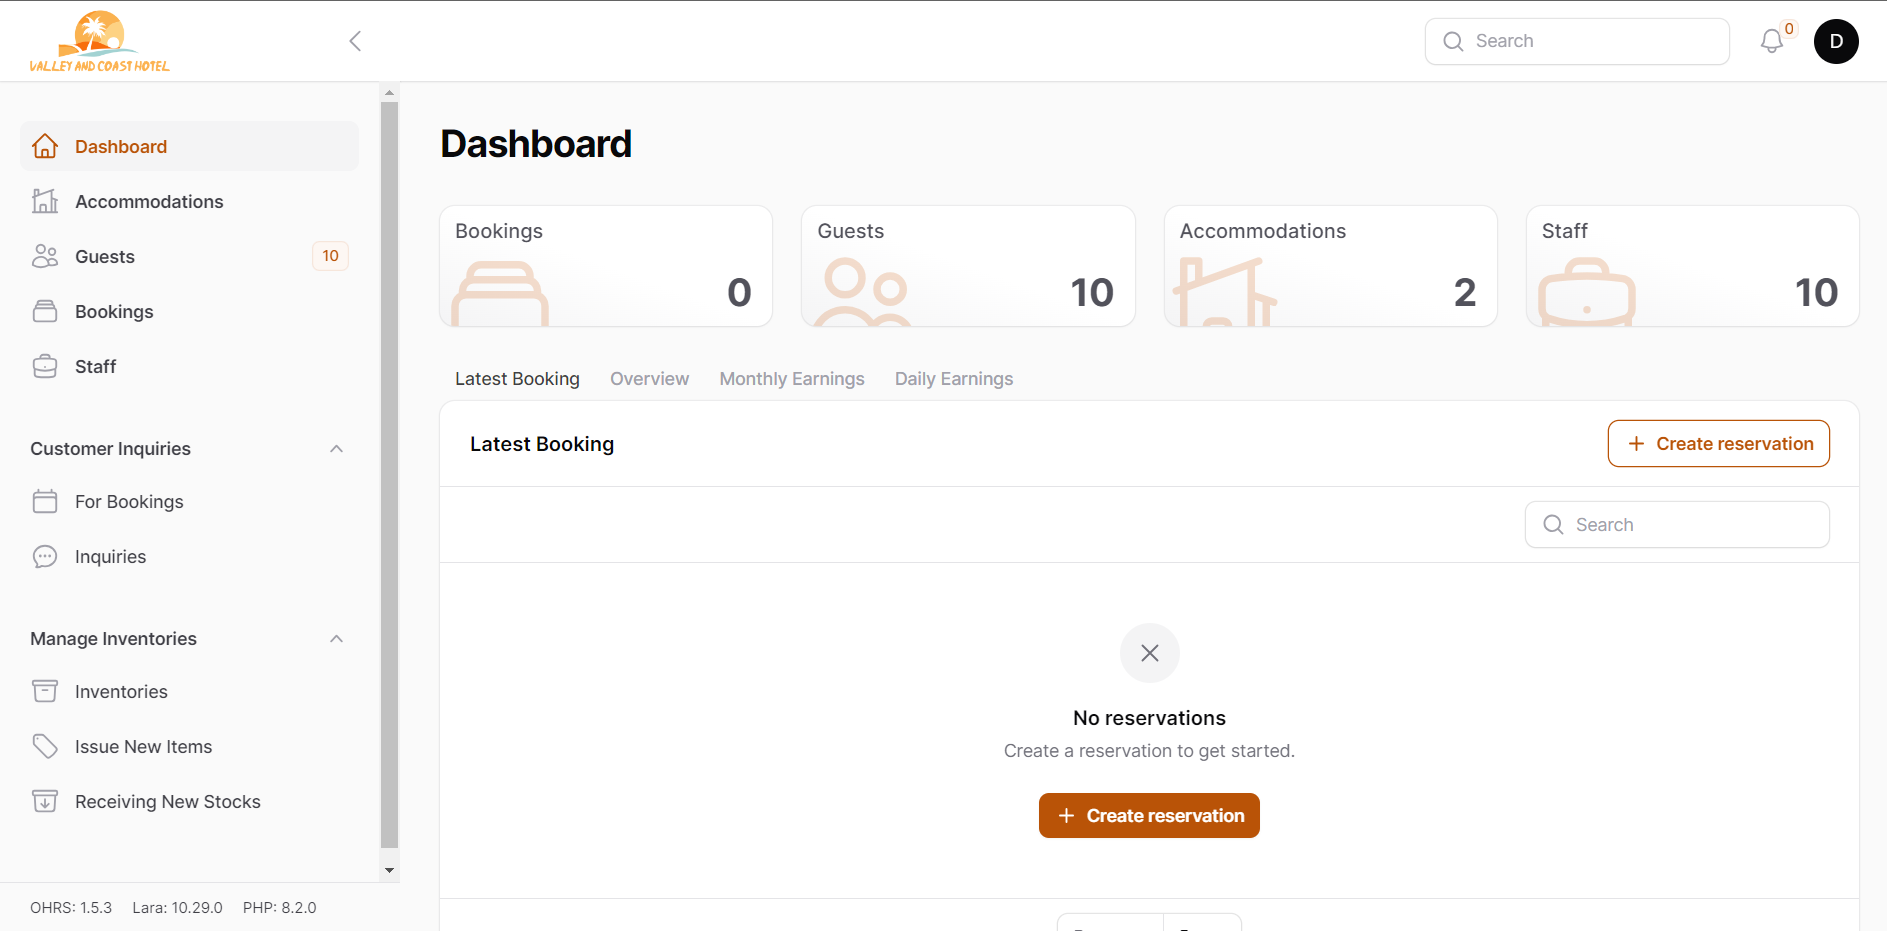 VALLEY AND COAST HOTEL
Search
0
D
Dashboard
Accommodations
Guests
10
Bookings
Staff
Customer Inquiries
For Bookings
Inquiries
Manage Inventories
Inventories
Issue New Items
Receiving New Stocks
OHRS: 1.5.3 Lara: 10.29.0 PHP: 8.2.0
Dashboard
Bookings
0
Guests
10
Accommodations
2
Staff
10
Latest Booking Overview Monthly Earnings Daily Earnings
Latest Booking
Create reservation
Search
No reservations
Create a reservation to get started.
Create reservation